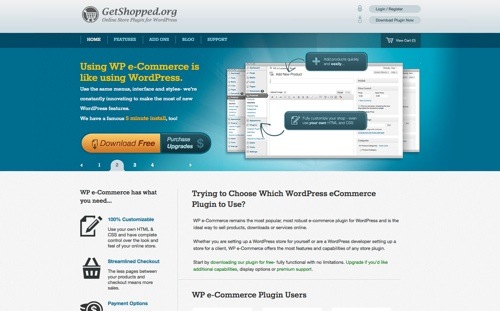 GetShopped.org
Online Store Plugin for WordPress
Login / Register
Download Plugin Now
HOME FEATURES ADD ONS BLOG SUPPORT
View Cart (0)
Using WP e-Commerce is
like using WordPress.
Use the same menus, interface and styles- we're
constantly innovating to make the most of new
WordPress features.
We have a famous 5 minute install, too!
Download Free
Purchase
Upgrades
Add products quickly
and easily.
Add New Product
Fully customize your shop - even
use your own HTML and CSS
1 2 3 4 5
WP e-Commerce has what
you need...
100% Customizable
Use your own HTML &
CSS and have complete
control over the look and
feel of your online store.
Streamlined Checkout
The less pages between
your products and
checkout means more
sales.
Payment Options
Trying to Choose Which WordPress eCommerce
Plugin to Use?
WP e-Commerce remains the most popular, most robust e-commerce plugin for WordPress and is the
ideal way to sell products, downloads or services online.
Whether you are setting up a WordPress store for yourself or are a WordPress developer setting up a
store for a client, WP e-Commerce offers the most features and capabilities of any store plugin.
Start by downloading our plugin for free- fully functional with no limitations. Upgrade if you'd like
additional capabilities, display options or premium support.
WP e-Commerce Plugin Users